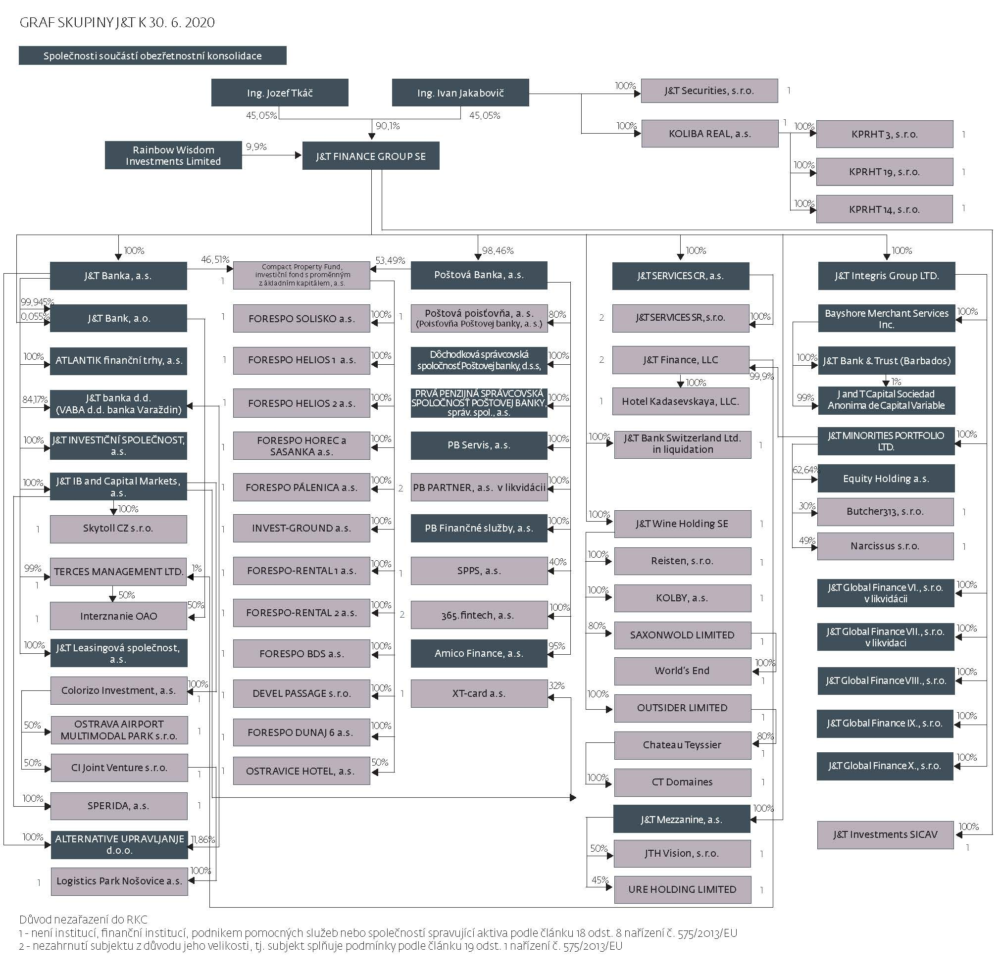 GRAF SKUPINY J&T K 30. 6. 2020
Společnosti součástí obezřetnostní konsolidace
Ing. Jozef Tkáč
Ing. Ivan Jakabovič
100%
J&T Securities, s.r.o.
1
45,05%
45,05%
90,1%
100%
KOLIBA REAL, a.s.
1
100%
KPRHT 3, s.r.o.
1
Rainbow Wisdom
Investments Limited
9,9%
J&T FINANCE GROUP SE
100%
KPRHT 19, s.r.o.
1
100%
KPRHT 14, s.r.o.
1
100%
J&T Banka, a.s.
99,945%
0,055%
J&T Bank, a.o.
100%
ATLANTIK finanční trhy, a.s.
84,17%
J&T banka d.d.
(VABA d.d. banka Varaždin)
100%
J&T INVESTIČNÍ SPOLEČNOST,
a.s.
100%
J&T IB and Capital Markets,
a.s.
100%
1
Skytoll CZ s.r.o.
99%
1
TERCES MANAGEMENT LTD.
1%
50%
1
Interznanie OAO
50%
100%
J&T Leasingová společnost,
a.s.
Colorizo Investment, a.s.
100%
1
50%
OSTRAVA AIRPORT
MULTIMODAL PARK s.r.o.
1
50%
CI Joint Venture s.r.o.
1
100%
SPERIDA, a.s.
1
100%
ALTERNATIVE UPRAVLJANJE
d.o.o.
11,86%
1
Logistics Park Nošovice a.s.
100%
46,51%
1
Compact Property Fund,
investiční fond s proměnným
základním kapitálem, a.s.
53,49%
1
FORESPO SOLISKO a.s.
100%
1
FORESPO HELIOS 1 a.s.
100%
1
FORESPO HELIOS 2 a.s.
100%
1
FORESPO HOREC a
SASANKA a.s.
100%
1
FORESPO PÁLENICA a.s.
100%
1
INVEST-GROUND a.s.
100%
1
FORESPO-RENTAL 1 a.s.
100%
1
FORESPO-RENTAL 2 a.s.
100%
1
FORESPO BDS a.s.
100%
1
DEVEL PASSAGE s.r.o.
100%
1
FORESPO DUNAJ 6 a.s.
100%
1
OSTRAVICE HOTEL, a.s.
50%
98,46%
Poštová Banka, a.s.
1
Poštová poisťovňa, a. s.
(Poisťovňa Poštovej banky, a. s.)
80%
Dôchodková správcovská
spoločnosť Poštovej banky, d.s.s,
100%
PRVÁ PENZIJNÁ SPRÁVCOVSKÁ
SPOLOČNOSŤ POŠTOVEJ BANKY,
správ. spol., a.s.
100%
PB Servis, a.s.
100%
2
PB PARTNER, a.s. v likvidácii
100%
PB Finančné služby, a.s.
100%
1
SPPS, a.s.
40%
2
365.fintech, a.s.
100%
Amico Finance, a.s.
95%
1
XT-card a.s.
32%
100%
J&T SERVICES CR, a.s.
2
J&T SERVICES SR, s.r.o.
100%
2
J&T Finance, LLC
99,9%
100%
1
Hotel Kadasevskaya, LLC.
100%
J&T Bank Switzerland Ltd.
in liquidation
1
100%
J&T Wine Holding SE
1
100%
Reisten, s.r.o.
1
100%
KOLBY, a.s.
1
80%
SAXONWOLD LIMITED
1
World's End
100%
1
100%
OUTSIDER LIMITED
1
Chateau Teyssier
80%
1
100%
CT Domaines
1
J&T Mezzanine, a.s.
100%
50%
JTH Vision, s.r.o.
1
45%
URE HOLDING LIMITED
1
100%
J&T Integris Group LTD.
Bayshore Merchant Services
Inc.
100%
100%
J&T Bank & Trust (Barbados)
1%
99%
J and T Capital Sociedad
Anonima de Capital Variable
J&T MINORITIES PORTFOLIO
LTD.
100%
62,64%
Equity Holding a.s.
30%
Butcher313, s.r.o.
1
49%
Narcissus s.r.o.
1
J&T Global Finance VI., s.r.o.
v likvidácii
100%
J&T Global Finance VII., s.r.o.
v likvidaci
100%
J&T Global Finance VIII., s.r.o.
100%
J&T Global Finance IX., s.r.o.
100%
J&T Global Finance X., s.r.o.
100%
J&T Investments SICAV
100%
1
Důvod nezařazení do RKC
1 - není institucí, finanční institucí, podnikem pomocných služeb nebo společností spravující aktiva podle článku 18 odst. 8 nařízení č. 575/2013/EU
2 - nezahrnutí subjektu z důvodu jeho velikosti, tj. subjekt splňuje podmínky podle článku 19 odst. 1 nařízení č. 575/2013/EU